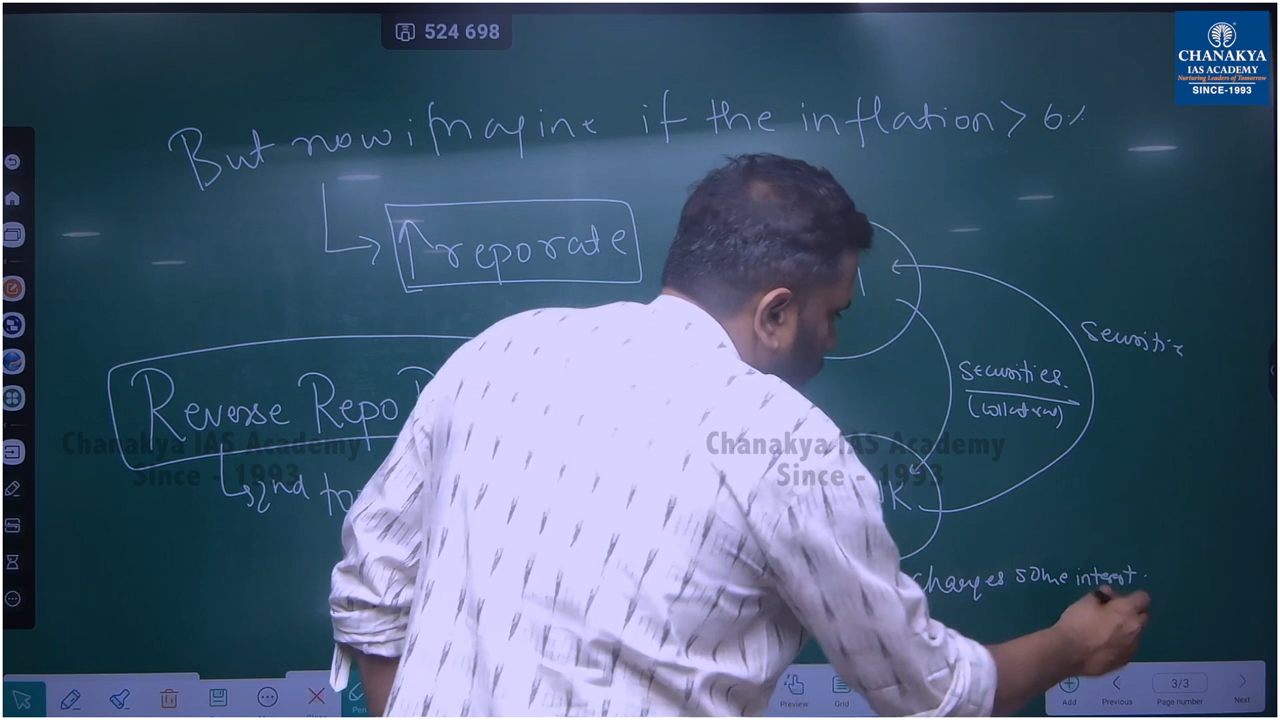 524 698
CHANAKYA
IAS ACADEMY
Nurturing Leaders of Tomorrow
SINCE-1993
But now imagine if the inflation > 6%
↑ repo rate
Securitie
Securities.
(collateral)
Reverse Repo
Chanakya IAS Academy
Since - 1993
Chanakya IAS Academy
Since - 1993
2nd
charges some interest.
Pen
Preview
Grid
Add
Previous
3/3
Page number
Next